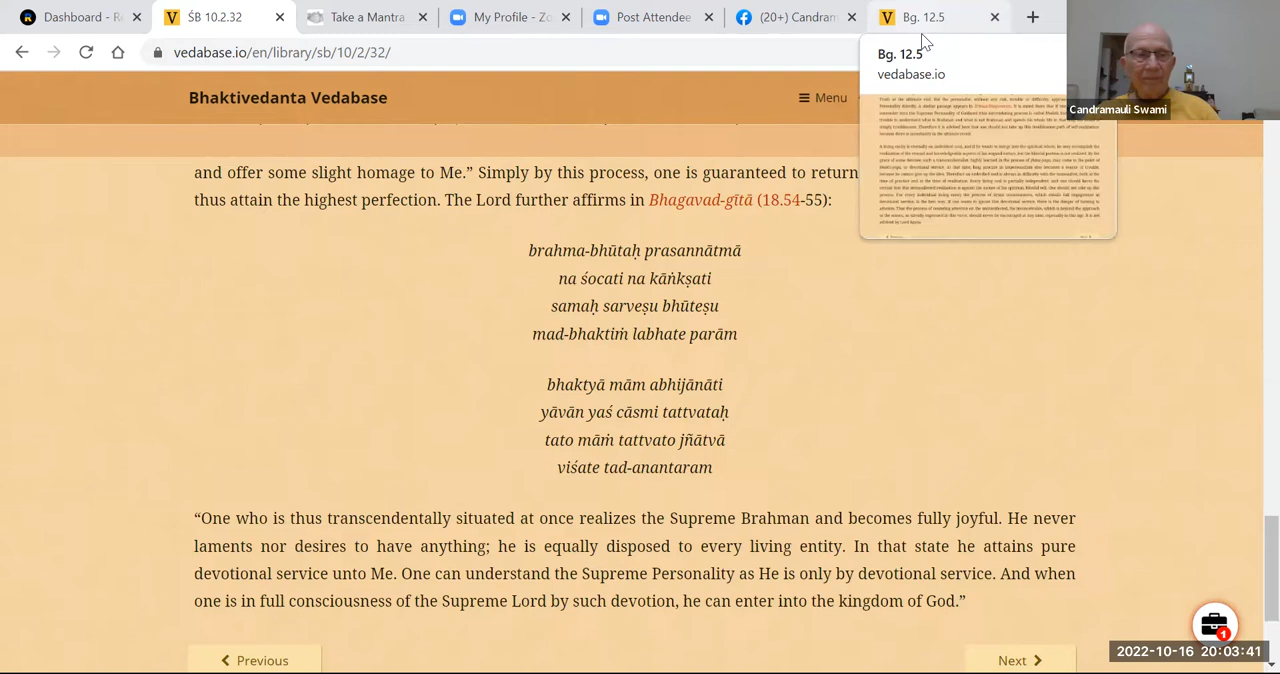 Dashboard - R
ŚB 10.2.32
Take a Mantra
My Profile - Zo
Post Attendee
(20+) Candram
Bg. 12.5
vedabase.io/en/library/sb/10/2/32/
Bg. 12.5
vedabase.io
Candramauli Swami
Bhaktivedanta Vedabase
Menu
and offer some slight homage to Me.” Simply by this process, one is guaranteed to return
thus attain the highest perfection. The Lord further affirms in Bhagavad-gītā (18.54-55):
brahma-bhūtaḥ prasannātmā
na śocati na kāṅkṣati
samaḥ sarveṣu bhūteṣu
mad-bhaktiṁ labhate parām
bhaktyā mām abhijānāti
yāvān yaś cāsmi tattvataḥ
tato māṁ tattvato jñātvā
viśate tad-anantaram
“One who is thus transcendentally situated at once realizes the Supreme Brahman and becomes fully joyful. He never
laments nor desires to have anything; he is equally disposed to every living entity. In that state he attains pure
devotional service unto Me. One can understand the Supreme Personality as He is only by devotional service. And when
one is in full consciousness of the Supreme Lord by such devotion, he can enter into the kingdom of God.”
Previous
Next
1
2022-10-16 20:03:41